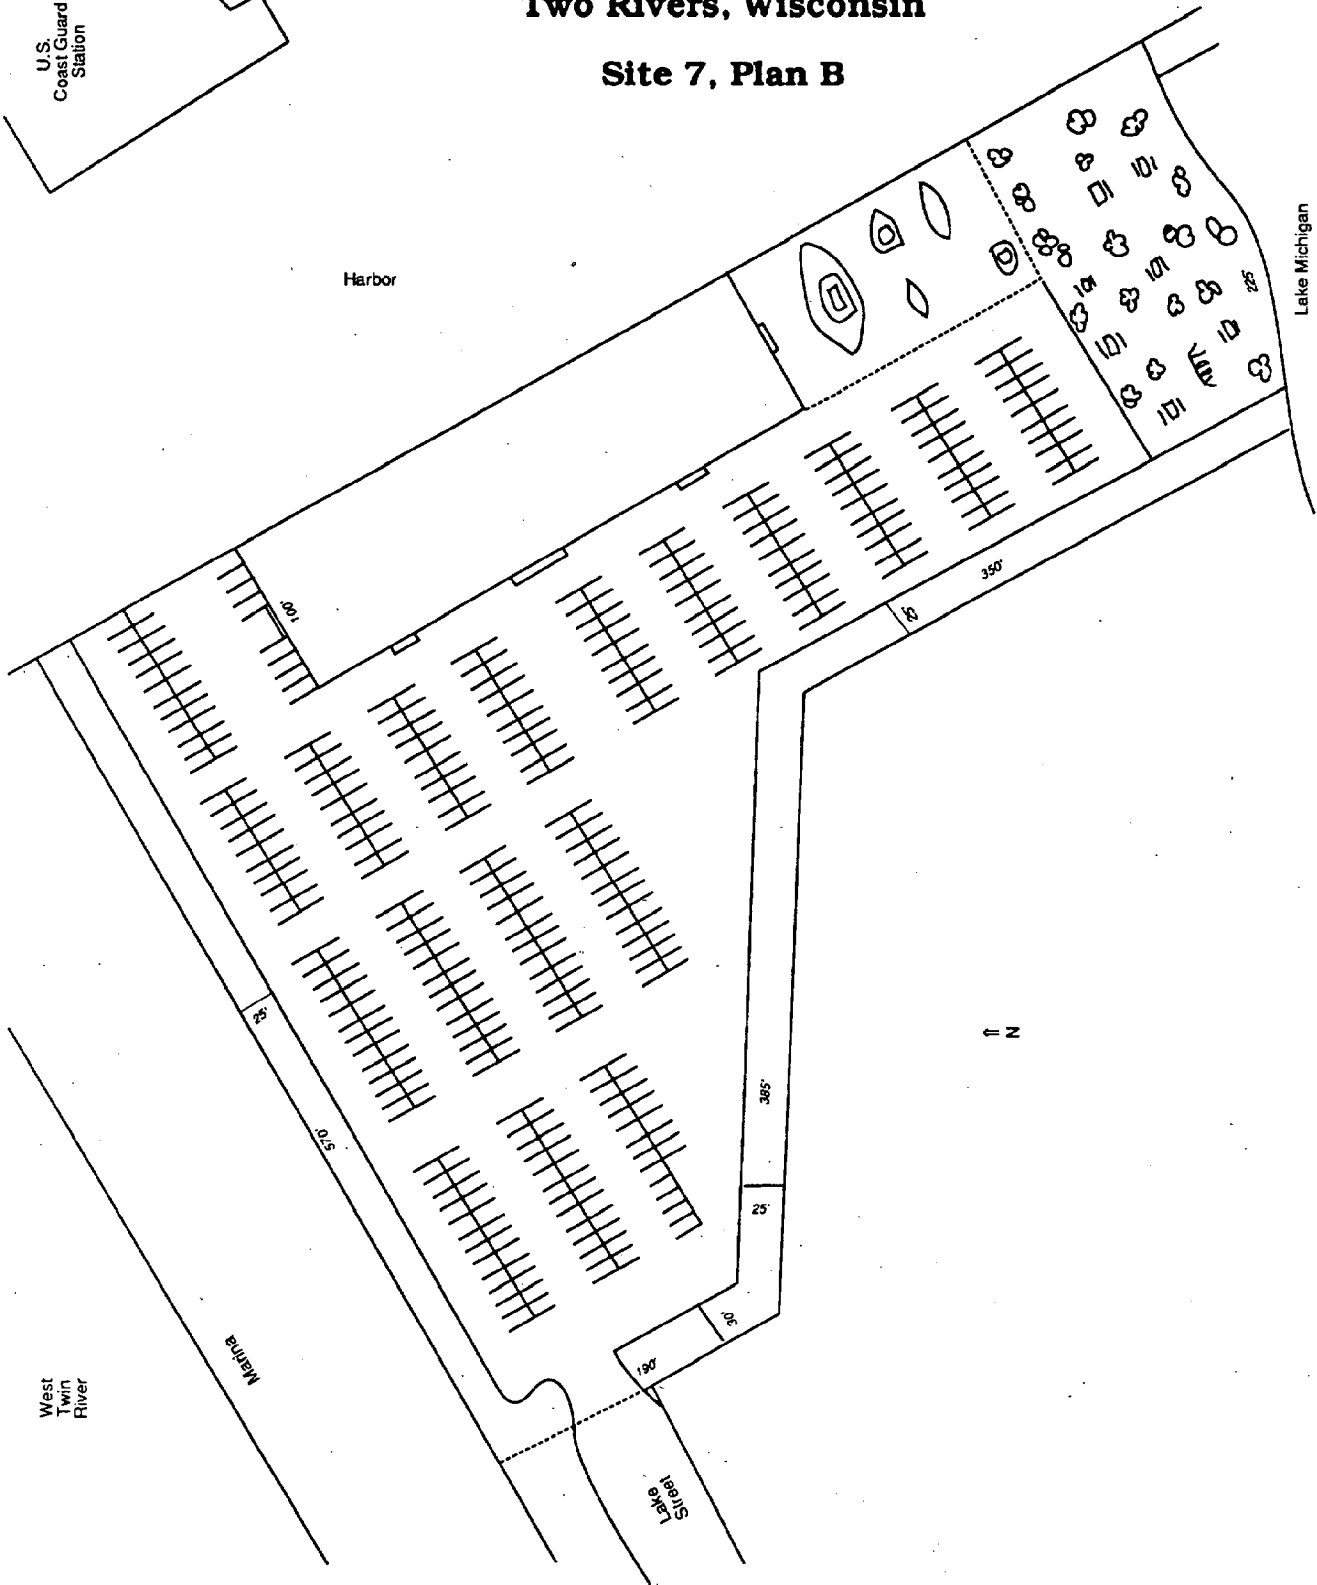 Two Rivers, Wisconsin
Site 7, Plan B
U.S.
Coast Guard
Station
Harbor
Lake Michigan
225'
100'
350'
25'
25'
570'
385'
25'
30'
190'
N
Marina
West
Twin
River
Lake
Street